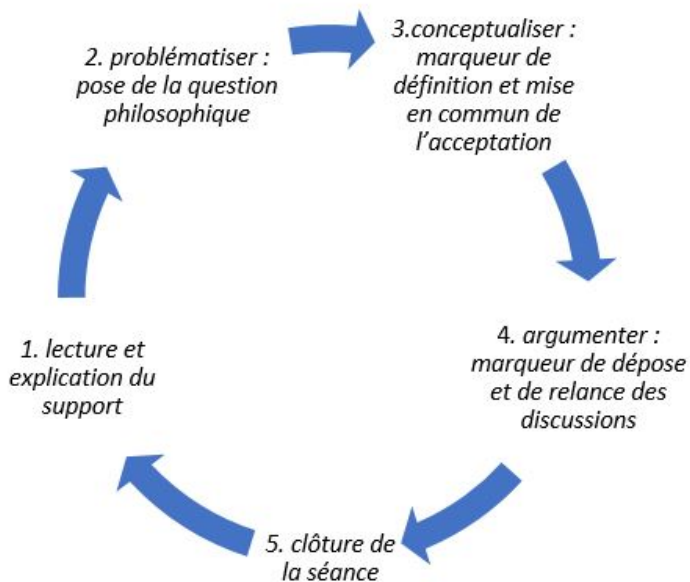 2. problématiser :
pose de la question
philosophique
3.conceptualiser :
marqueur de
définition et mise
en commun de
l’acceptation
4. argumenter :
marqueur de dépose
et de relance des
discussions
5. clôture de
la séance
1. lecture et
explication du
support